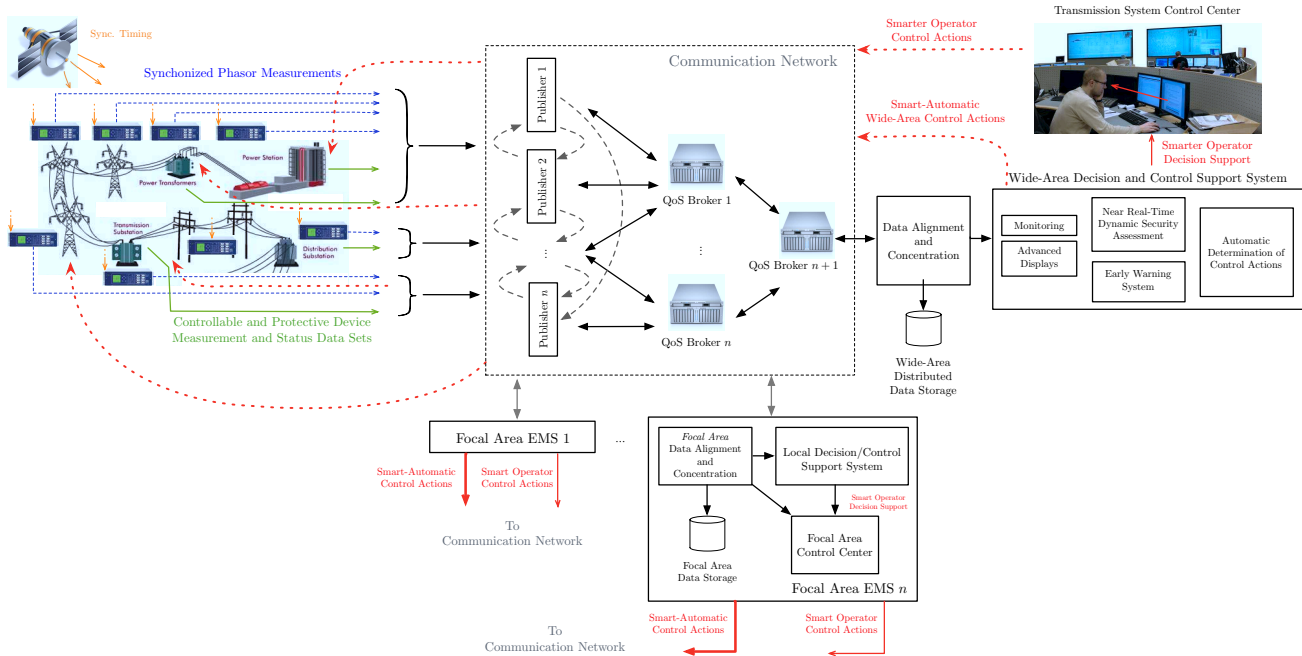 Sync. Timing
Synchonized Phasor Measurements
Power Station
Power Transformers
Transmission
Substation
Distribution
Substation
Controllable and Protective Device
Measurement and Status Data Sets
Communication Network
Publisher 1
Publisher 2
...
Publisher n
QoS Broker 1
...
QoS Broker n
QoS Broker n + 1
Smarter Operator
Control Actions
Smart-Automatic
Wide-Area Control Actions
Transmission System Control Center
Smarter Operator
Decision Support
Data Alignment
and
Concentration
Wide-Area
Distributed
Data Storage
Wide-Area Decision and Control Support System
Monitoring
Advanced
Displays
Near Real-Time
Dynamic Security
Assessment
Early Warning
System
Automatic
Determination of
Control Actions
Focal Area EMS 1
...
Smart-Automatic
Control Actions
Smart Operator
Control Actions
To
Communication Network
Focal Area
Data Alignment
and
Concentration
Local Decision/Control
Support System
Smart Operator
Decision Support
Focal Area
Control Center
Focal Area
Data Storage
Focal Area EMS n
Smart-Automatic
Control Actions
Smart Operator
Control Actions
To
Communication Network